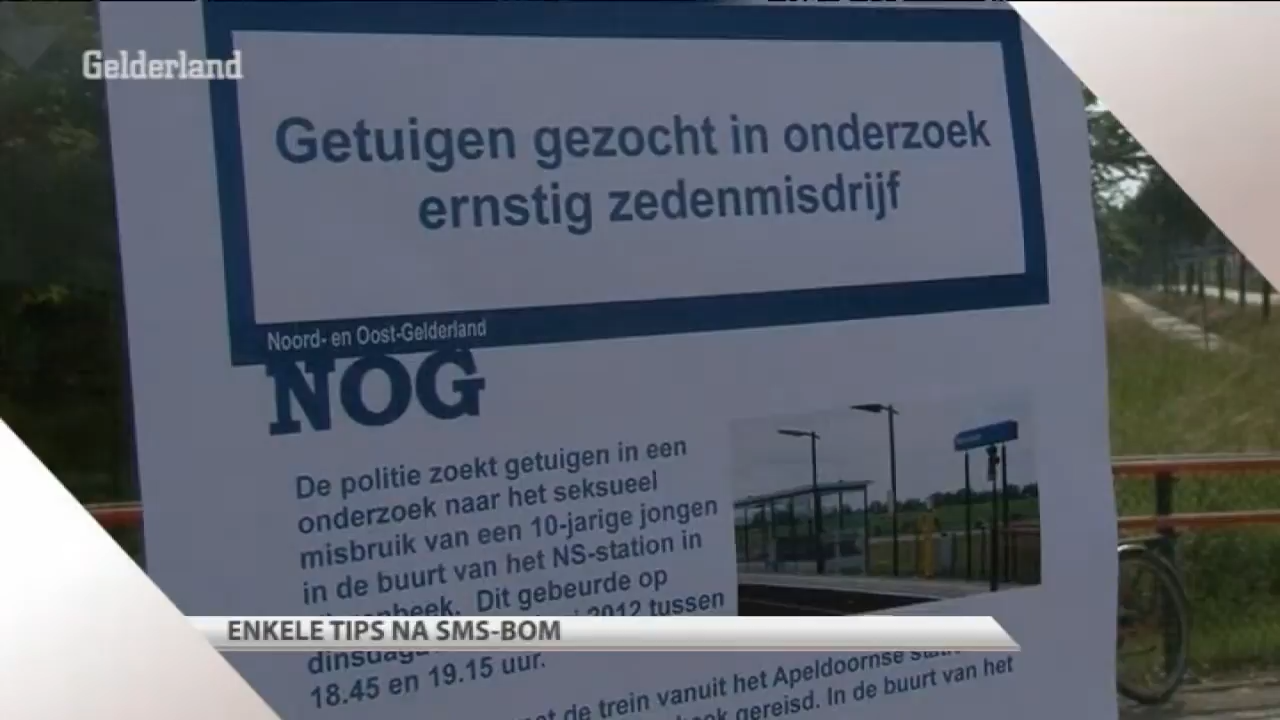 Gelderland
Getuigen gezocht in onderzoek
ernstig zedenmisdrijf
Noord- en Oost-Gelderland
NOG
De politie zoekt getuigen in een
onderzoek naar het seksueel
misbruik van een 10-jarige jongen
in de buurt van het NS-station in
Dit gebeurde op
2012 tussen
ENKELE TIPS NA SMS-BOM
18.45 en 19.15 uur.
de trein vanuit het Apeldoornse
gereisd. In de buurt van het